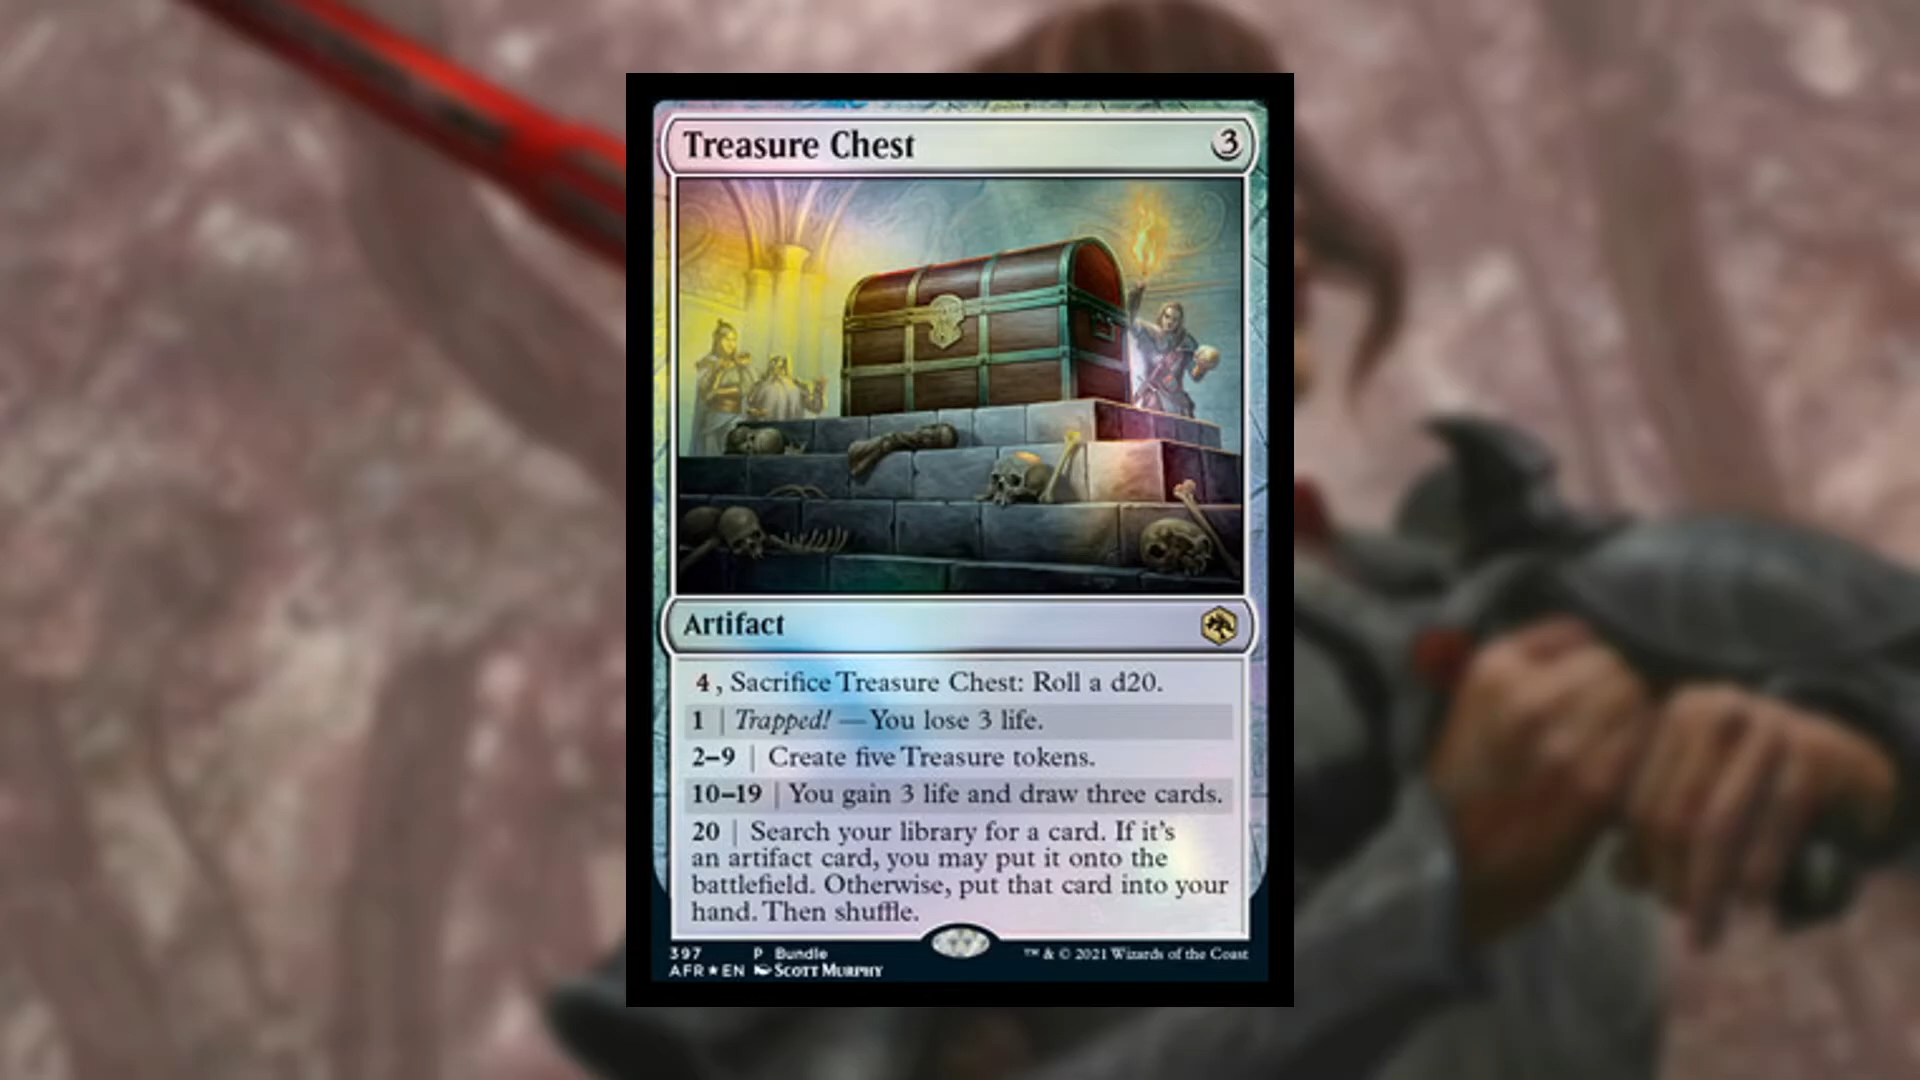 Treasure Chest 3
Artifact
4, Sacrifice Treasure Chest: Roll a d20.
1 | Trapped! — You lose 3 life.
2–9 | Create five Treasure tokens.
10–19 | You gain 3 life and draw three cards.
20 | Search your library for a card. If it's
an artifact card, you may put it onto the
battlefield. Otherwise, put that card into your
hand. Then shuffle.
397 P Bundle ™ & © 2021 Wizards of the Coast
AFR★EN Scott Murphy